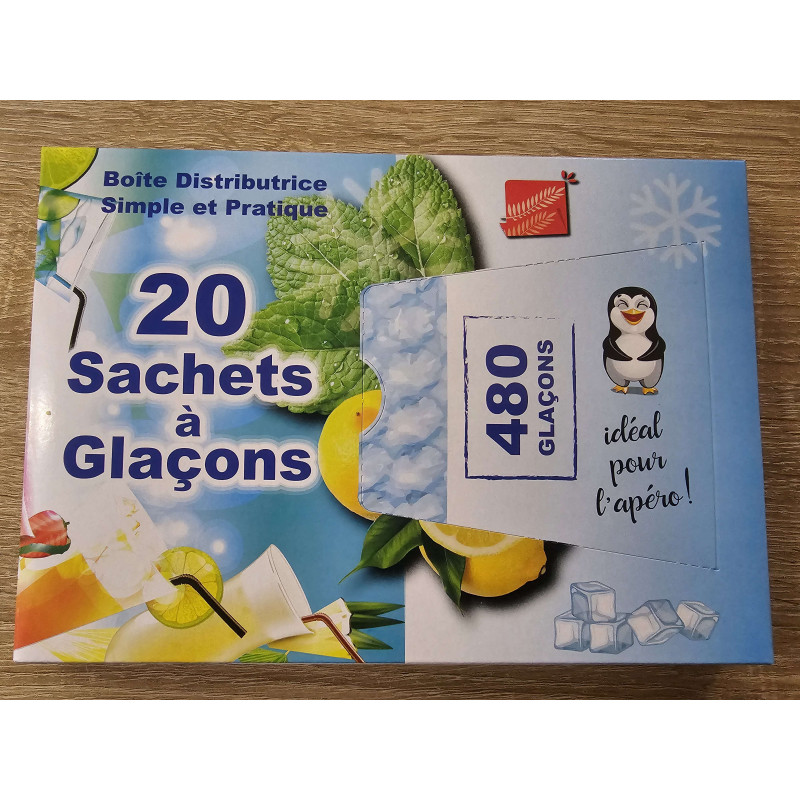 Boîte Distributrice
Simple et Pratique
20
Sachets
à
Glaçons
480
GLAÇONS
idéal
pour
l'apéro!